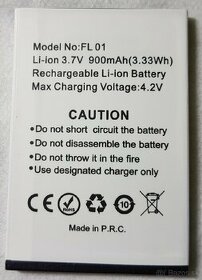 Model No:FL 01
Li-ion 3.7V 900mAh(3.33Wh)
Rechargeable Li-ion Battery
Max Charging Voltage:4.2V
CAUTION
•Do not short circuit the battery
•Do not disassemble the battery
•Do not throw it in the fire
•Use designated charger only
10
Made in P.R.C.